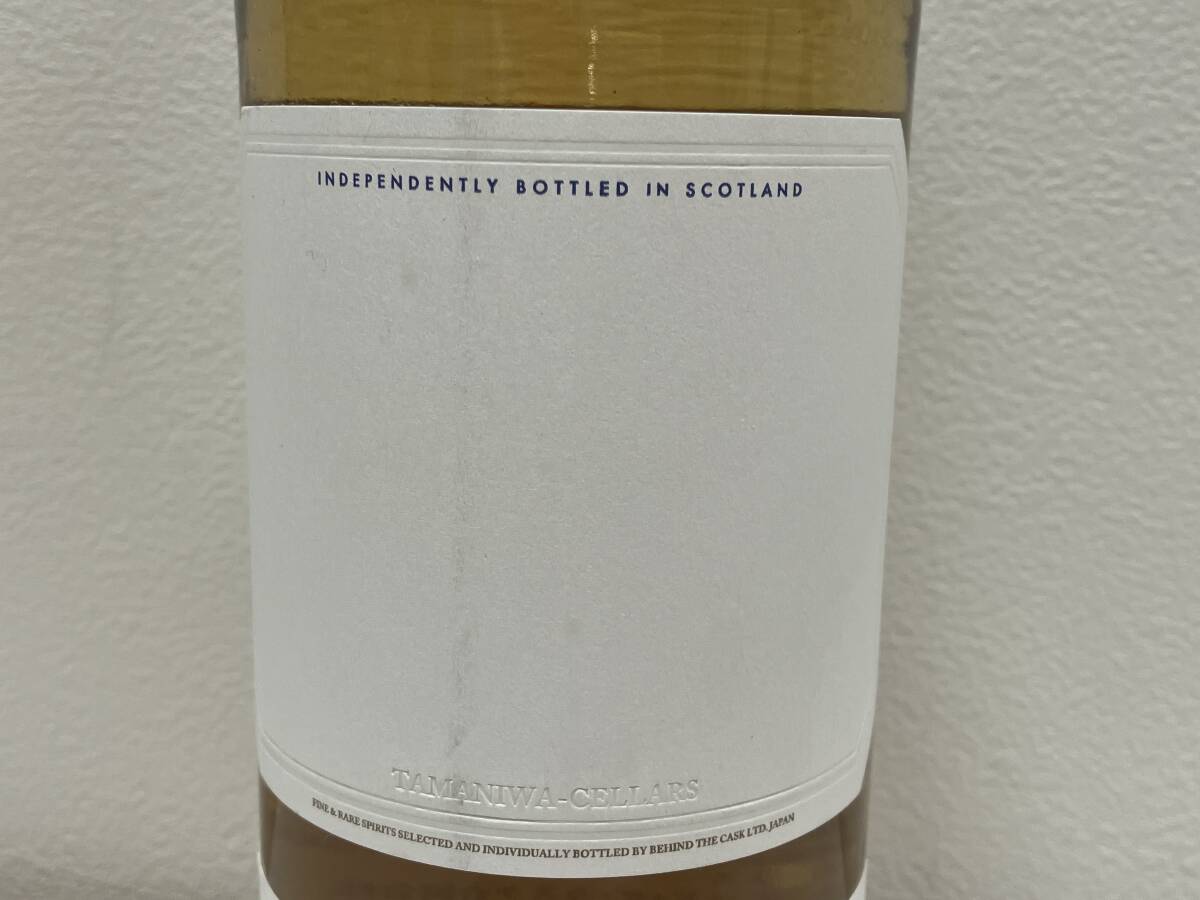 INDEPENDENTLY BOTTLED IN SCOTLAND
TAMANIWA-CELLARS
FINE & RARE SPIRITS SELECTED AND INDIVIDUALLY BOTTLED BY BEHIND THE CASK LTD. JAPAN